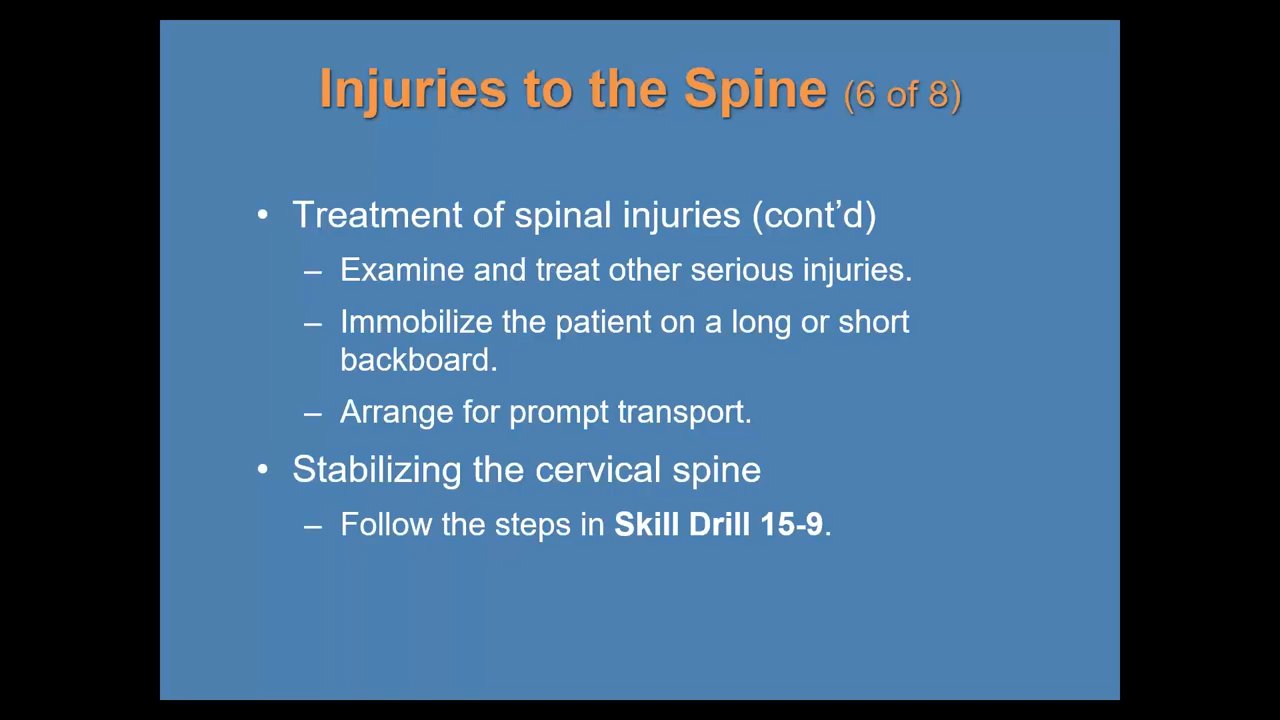 Injuries to the Spine (6 of 8)
• Treatment of spinal injuries (cont’d)
– Examine and treat other serious injuries.
– Immobilize the patient on a long or short
backboard.
– Arrange for prompt transport.
• Stabilizing the cervical spine
– Follow the steps in Skill Drill 15-9.